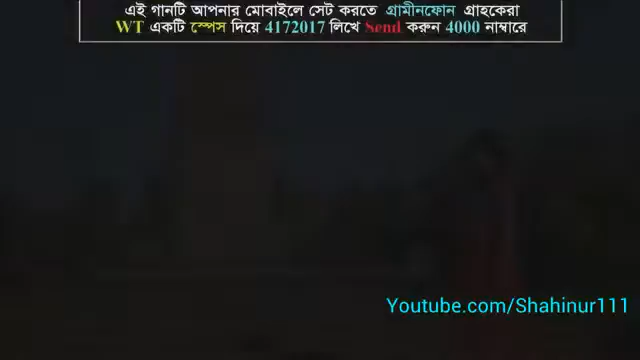 এই গানটি আপনার মোবাইলে সেট করতে গ্রামীনফোন গ্রাহকেরা
WT একটি স্পেস দিয়ে 4172017 লিখে Send করুন 4000 নাম্বারে
Youtube.com/Shahinur111